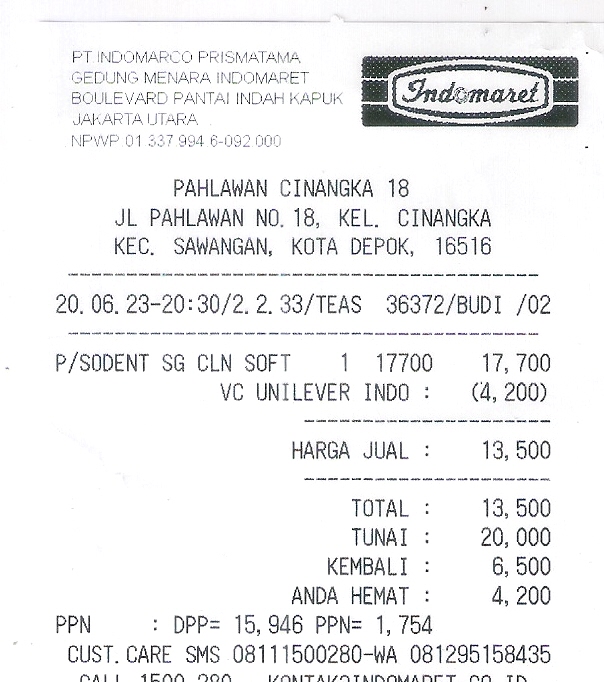 PT.INDOMARCO PRISMATAMA
GEDUNG MENARA INDOMARET
BOULEVARD PANTAI INDAH KAPUK
JAKARTA UTARA
NPWP 01 337 994 6-092 000
Indomaret
PAHLAWAN CINANGKA 18
JL PAHLAWAN NO.18, KEL. CINANGKA
KEC. SAWANGAN, KOTA DEPOK, 16516
20.06.23-20:30/2.2.33/TEAS 36372/BUDI /02
P/SODENT SG CLN SOFT 1 17700 17,700
VC UNILEVER INDO : (4,200)
HARGA JUAL : 13,500
TOTAL : 13,500
TUNAI : 20,000
KEMBALI : 6,500
ANDA HEMAT : 4,200
PPN : DPP= 15,946 PPN= 1,754
CUST.CARE SMS 08111500280-WA 081295158435
CALL 1500 280